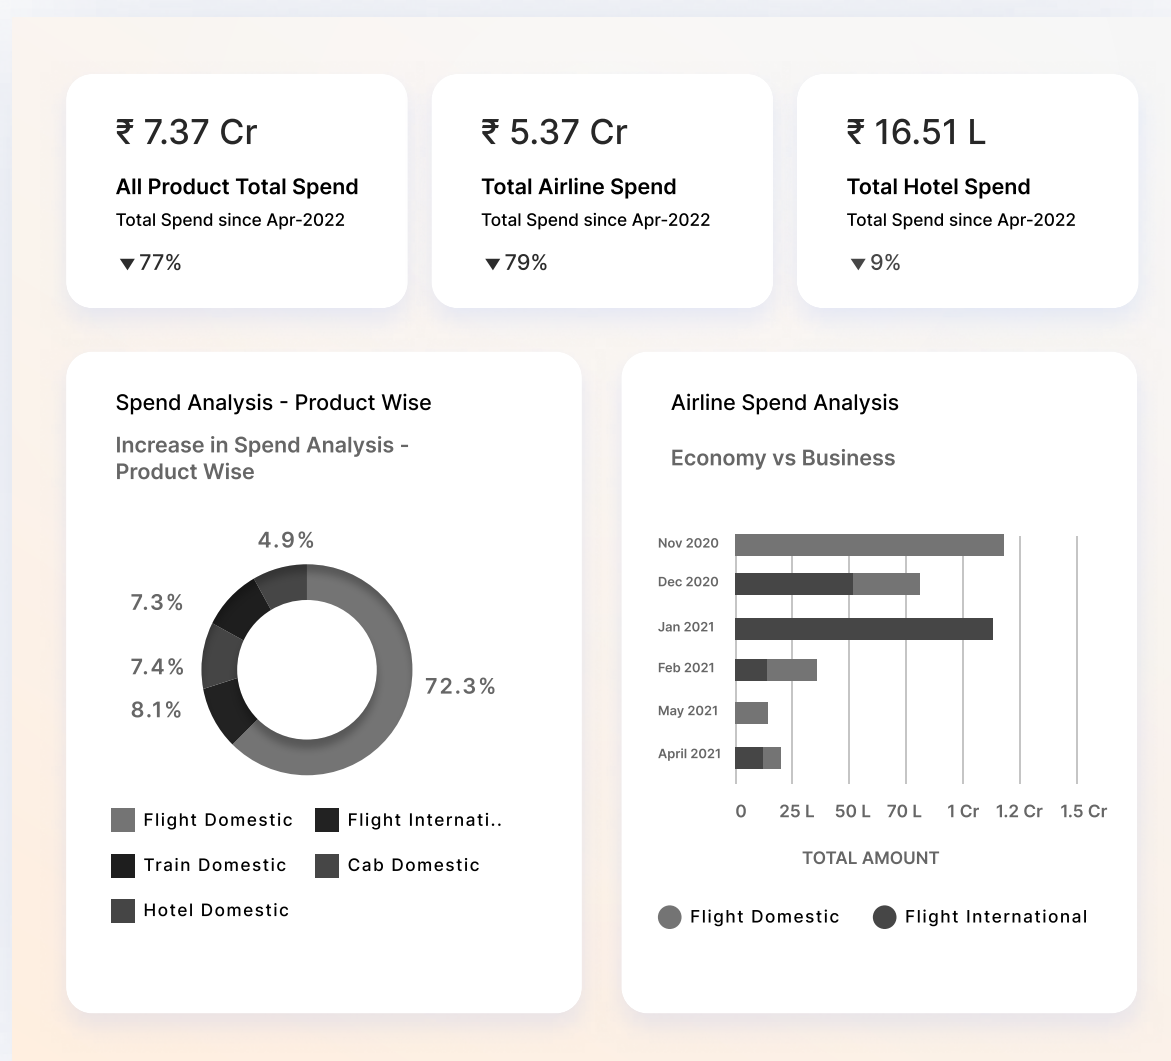 ₹ 7.37 Cr
All Product Total Spend
Total Spend since Apr-2022
▼77%
₹ 5.37 Cr
Total Airline Spend
Total Spend since Apr-2022
▼79%
₹ 16.51 L
Total Hotel Spend
Total Spend since Apr-2022
▼9%
Spend Analysis - Product Wise
Increase in Spend Analysis -
Product Wise
4.9%
7.3%
7.4%
8.1%
72.3%
Flight Domestic
Flight Internati..
Train Domestic
Cab Domestic
Hotel Domestic
Airline Spend Analysis
Economy vs Business
Nov 2020
Dec 2020
Jan 2021
Feb 2021
May 2021
April 2021
0 25 L 50 L 70 L 1 Cr 1.2 Cr 1.5 Cr
TOTAL AMOUNT
Flight Domestic
Flight International